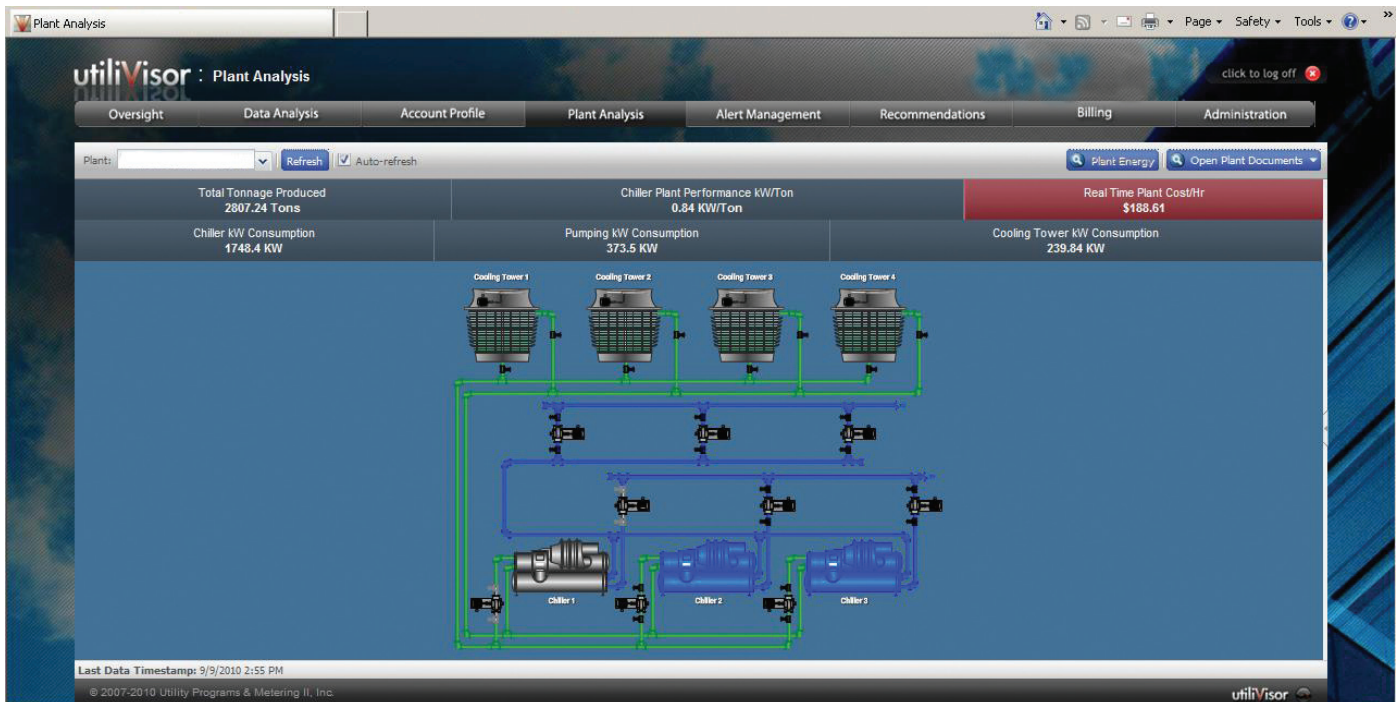 Plant Analysis
Page Safety Tools »
utiliVisor : Plant Analysis
click to log off
Oversight Data Analysis Account Profile Plant Analysis Alert Management Recommendations Billing Administration
Plant: Refresh Auto-refresh Plant Energy Open Plant Documents
Total Tonnage Produced Chiller Plant Performance kW/Ton Real Time Plant Cost/Hr
2807.24 Tons 0.84 KW/Ton $188.61
Chiller kW Consumption Pumping kW Consumption Cooling Tower kW Consumption
1748.4 KW 373.5 KW 239.84 KW
Cooling Tower 1 Cooling Tower 2 Cooling Tower 3 Cooling Tower 4
Chiller 1 Chiller 2 Chiller 3
Last Data Timestamp: 9/9/2010 2:55 PM
© 2007-2010 Utility Programs & Metering II, Inc.
utiliVisor